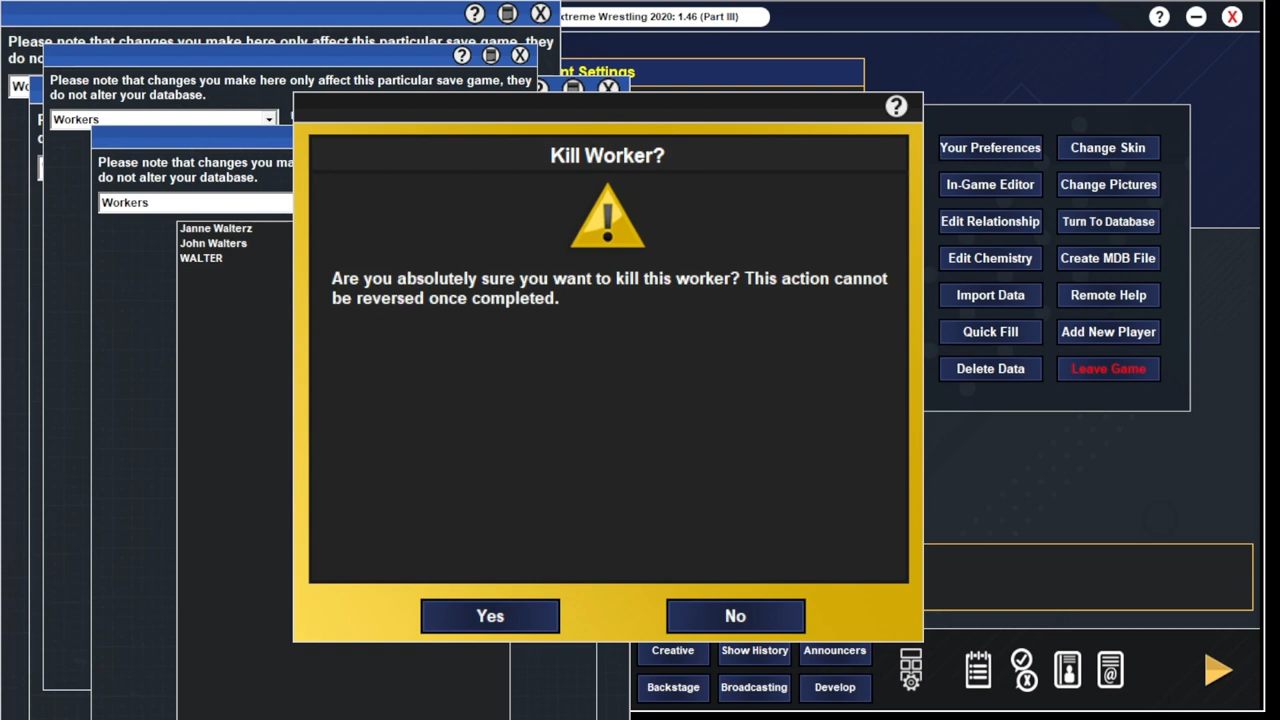 ?
X
xtreme Wrestling 2020: 1.46 (Part III)
?
X
Please note that changes you make here only affect this particular save game, they
do no
?
X
Please note that changes you make here only affect this particular save game, they
do not alter your database.
nt Settings
Workers
Please note that changes you ma
do not alter your database.
Workers
Janne Walterz
John Walters
WALTER
?
Kill Worker?
!
Are you absolutely sure you want to kill this worker? This action cannot
be reversed once completed.
Yes
No
Your Preferences
Change Skin
In-Game Editor
Change Pictures
Edit Relationship
Turn To Database
Edit Chemistry
Create MDB File
Import Data
Remote Help
Quick Fill
Add New Player
Delete Data
Leave Game
Creative
Show History
Announcers
Backstage
Broadcasting
Develop